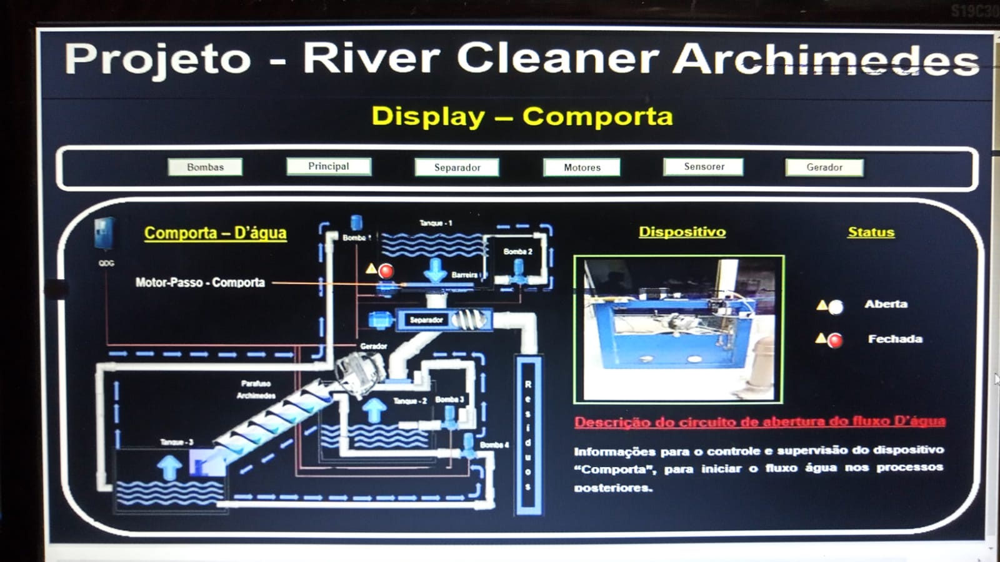 S19C30
Projeto - River Cleaner Archimedes
Display – Comporta
Bombas
Principal
Separador
Motores
Sensorer
Gerador
Comporta – D'água
QDG
Motor-Passo - Comporta
Bomba 1
Tanque - 1
Bomba 2
Barreira
Separador
Gerador
Parafuso
Archimedes
Tanque - 2
Bomba 3
Bomba 4
Tanque - 3
Resíduos
Dispositivo
Status
Aberta
Fechada
Descrição do circuito de abertura do fluxo D'água
Informações para o controle e supervisão do dispositivo
“Comporta”, para iniciar o fluxo água nos processos
posteriores.